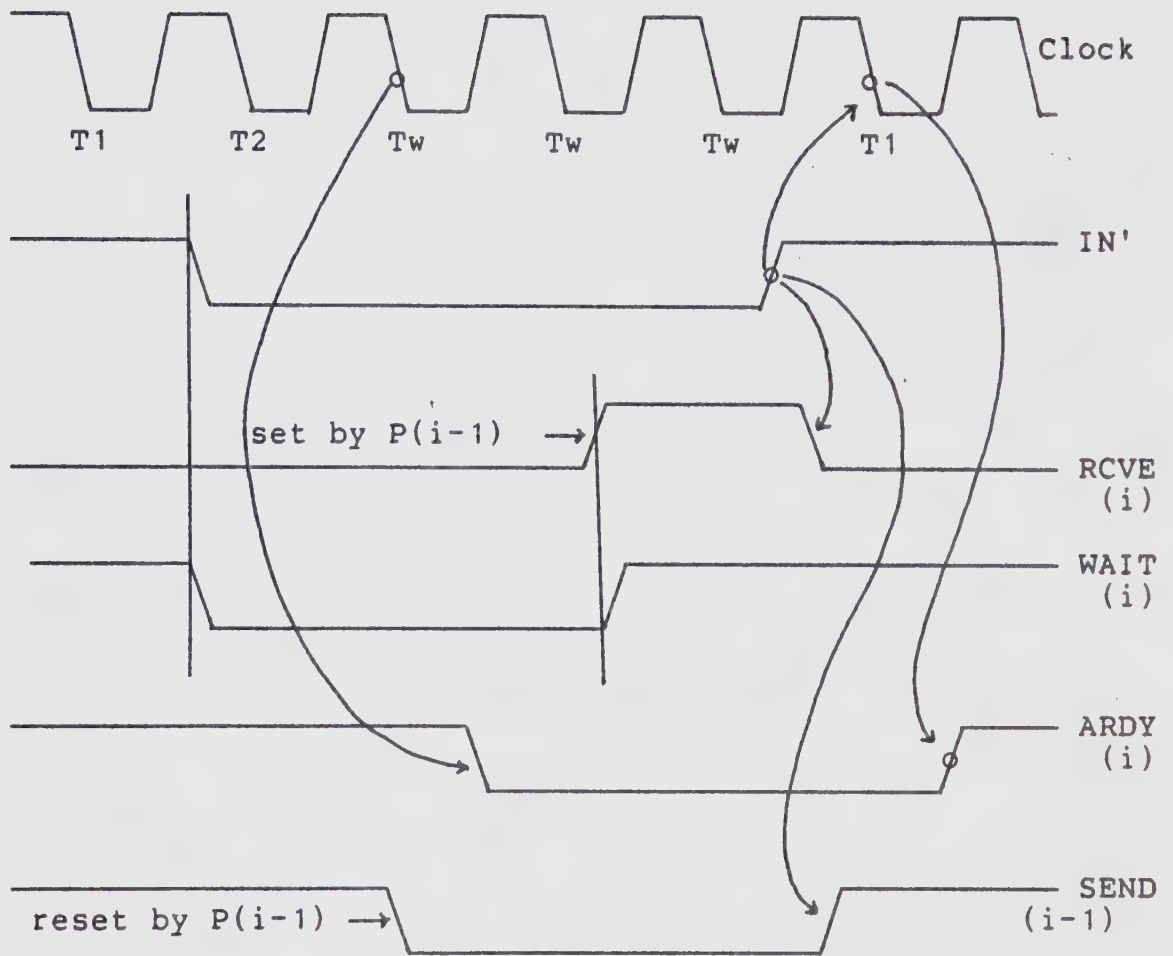 Clock
T1 T2 Tw Tw Tw T1
IN'
set by P(i-1)
RCVE
(i)
WAIT
(i)
ARDY
(i)
SEND
reset by P(i-1)
(i-1)